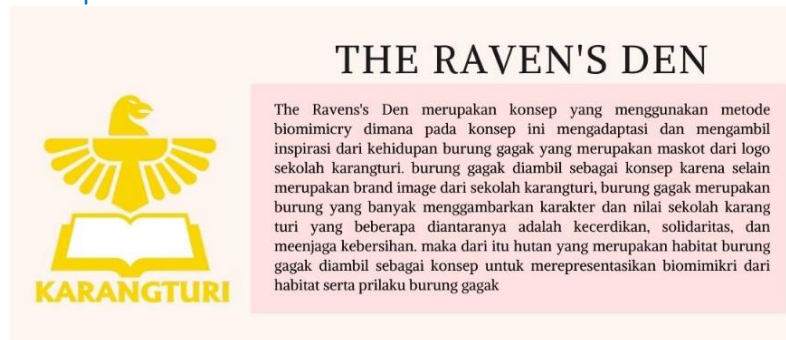 THE RAVEN'S DEN
The Ravens's Den merupakan konsep yang menggunakan metode
biomimicry dimana pada konsep ini mengadaptasi dan mengambil
inspirasi dari kehidupan burung gagak yang merupakan maskot dari logo
sekolah karangturi. burung gagak diambil sebagai konsep karena selain
merupakan brand image dari sekolah karangturi, burung gagak merupakan
burung yang banyak menggambarkan karakter dan nilai sekolah karang
turi yang beberapa diantaranya adalah kecerdikan, solidaritas, dan
meenjaga kebersihan. maka dari itu hutan yang merupakan habitat burung
gagak diambil sebagai konsep untuk merepresentasikan biomimikri dari
habitat serta prilaku burung gagak
KARANGTURI